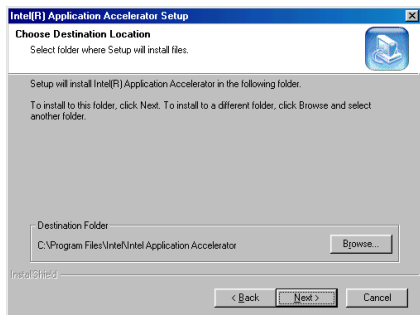 Intel(R) Application Accelerator Setup
Choose Destination Location
Select folder where Setup will install files.
Setup will install Intel(R) Application Accelerator in the following folder.
To install to this folder, click Next. To install to a different folder, click Browse and select
another folder.
Destination Folder
C:\Program Files\Intel\Intel Application Accelerator
Browse...
InstallShield
< Back
Next >
Cancel